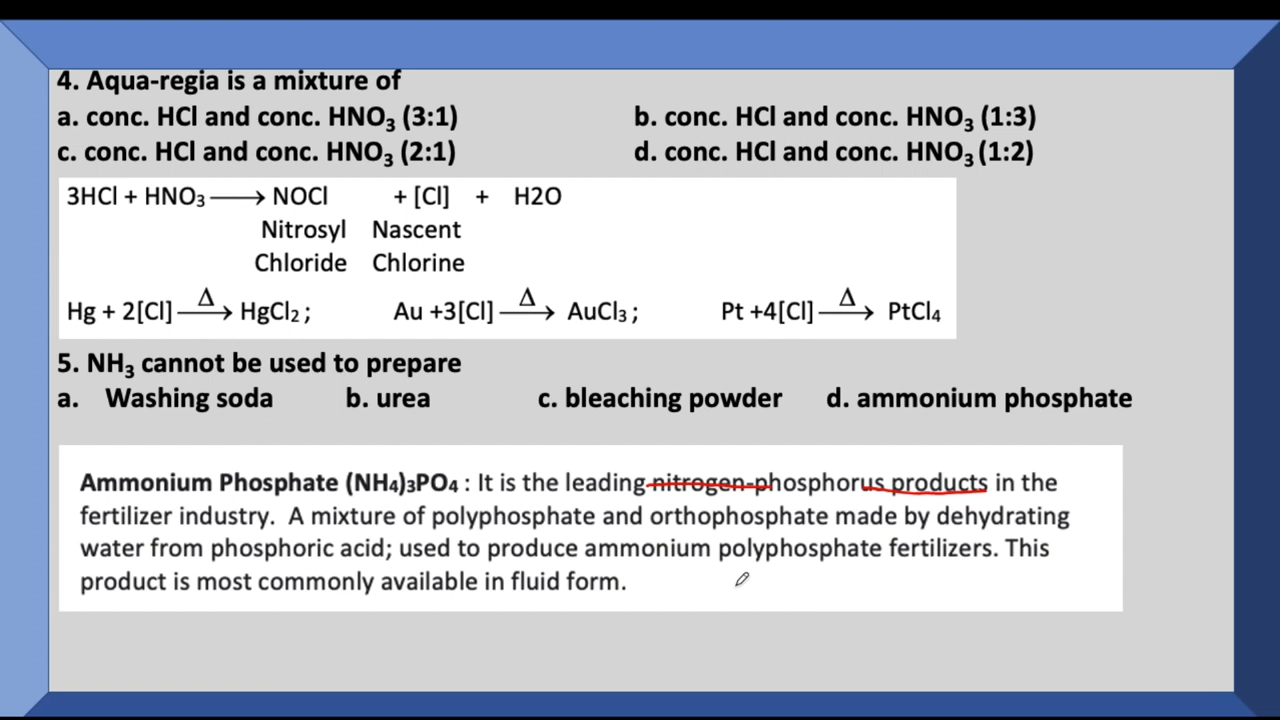 4. Aqua-regia is a mixture of
a. conc. HCl and conc. HNO₃ (3:1) b. conc. HCl and conc. HNO₃ (1:3)
c. conc. HCl and conc. HNO₃ (2:1) d. conc. HCl and conc. HNO₃ (1:2)
3HCl + HNO₃ ⟶ NOCl + [Cl] + H2O
Nitrosyl Nascent
Chloride Chlorine
Hg + 2[Cl] —Δ→ HgCl₂ ; Au +3[Cl] —Δ→ AuCl₃ ; Pt +4[Cl] —Δ→ PtCl₄
5. NH₃ cannot be used to prepare
a. Washing soda b. urea c. bleaching powder d. ammonium phosphate
Ammonium Phosphate (NH₄)₃PO₄ : It is the leading nitrogen-phosphorus products in the
fertilizer industry. A mixture of polyphosphate and orthophosphate made by dehydrating
water from phosphoric acid; used to produce ammonium polyphosphate fertilizers. This
product is most commonly available in fluid form.